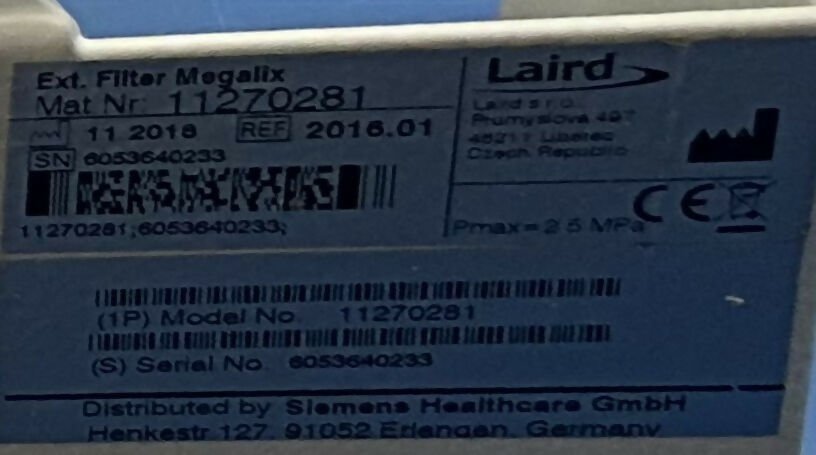 Ext. Filter Megalix
Mat Nr: 11270281
11 2018
REF 2016.01
SN 6053640233
11270281;6053640233;
Laird
Laird s r o
Prumyslova 497
46211 Liberec
Czech Republic
CE
Pmax=2 5 MPa
(1P) Model No. 11270281
(S) Serial No. 6053640233
Distributed by Siemens Healthcare GmbH
Henkestr.127, 91052 Erlangen, Germany